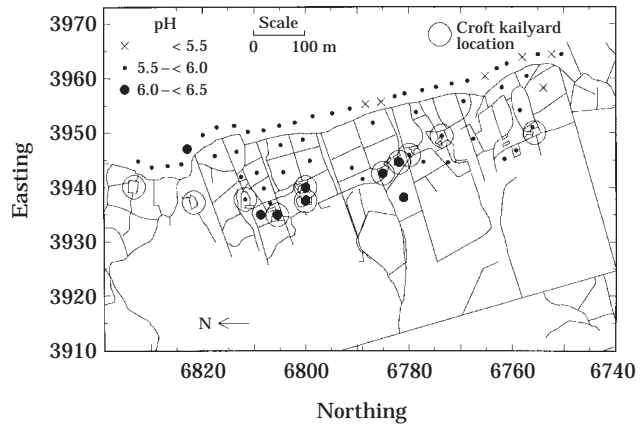 pH
× < 5.5
• 5.5 – < 6.0
● 6.0 – < 6.5
Scale
0 100 m
Croft kailyard
location
Easting
3970
3960
3950
3940
3930
3920
3910
N ←
6820 6800 6780 6760 6740
Northing